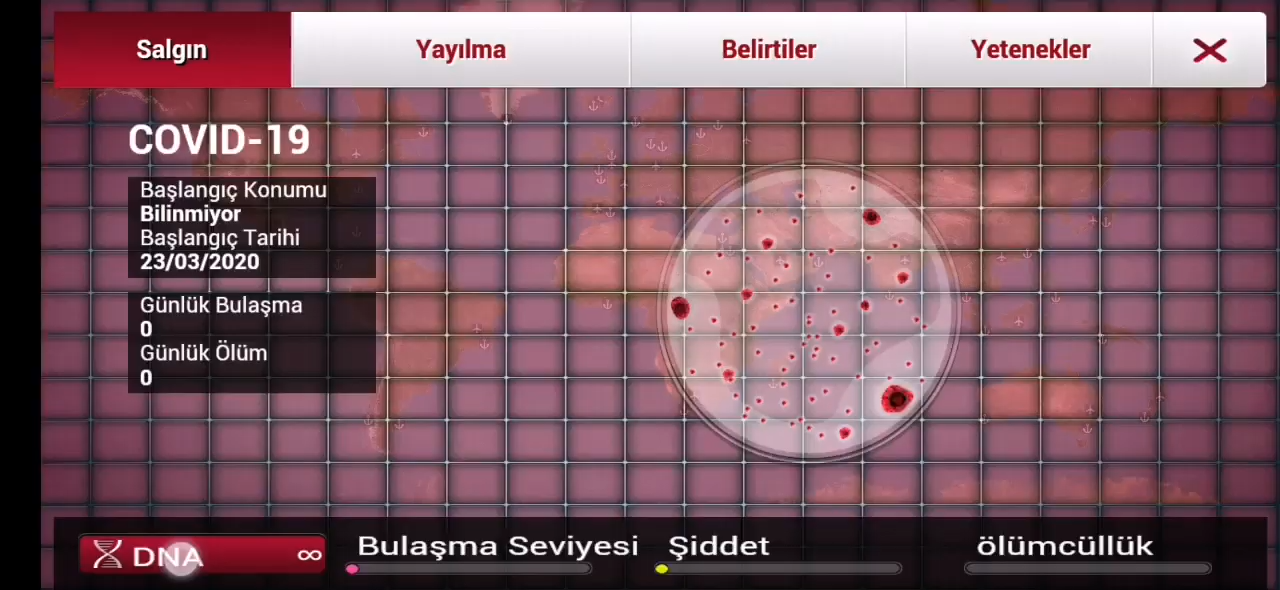 Salgın
Yayılma
Belirtiler
Yetenekler
COVID-19
Başlangıç Konumu
Bilinmiyor
Başlangıç Tarihi
23/03/2020
Günlük Bulaşma
0
Günlük Ölüm
0
DNA ∞
Bulaşma Seviyesi
Şiddet
ölümcüllük